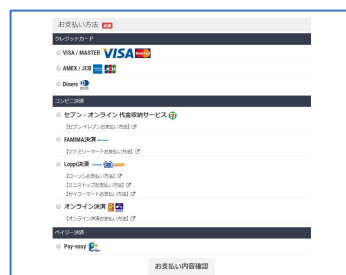 お支払い方法 必須
クレジットカード
VISA / MASTER VISA
AMEX / JCB JCB
Diners
コンビニ決済
セブン・オンライン 代金収納サービス
【セブンイレブンお支払い方法】
FAMIMA決済
【ファミリーマートお支払い方法】
Loppi決済
【ローソンお支払い方法】
【ミニストップお支払い方法】
【セイコーマートお支払い方法】
オンライン決済
【オンライン決済お支払い方法】
ペイジー決済
Pay-easy
お支払い内容確認